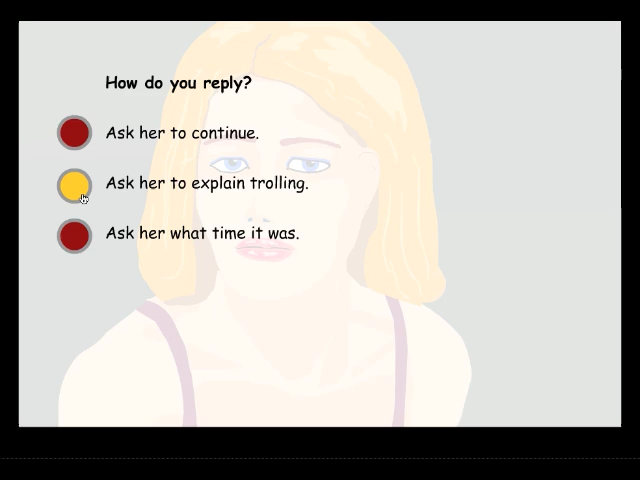 How do you reply?
Ask her to continue.
Ask her to explain trolling.
Ask her what time it was.